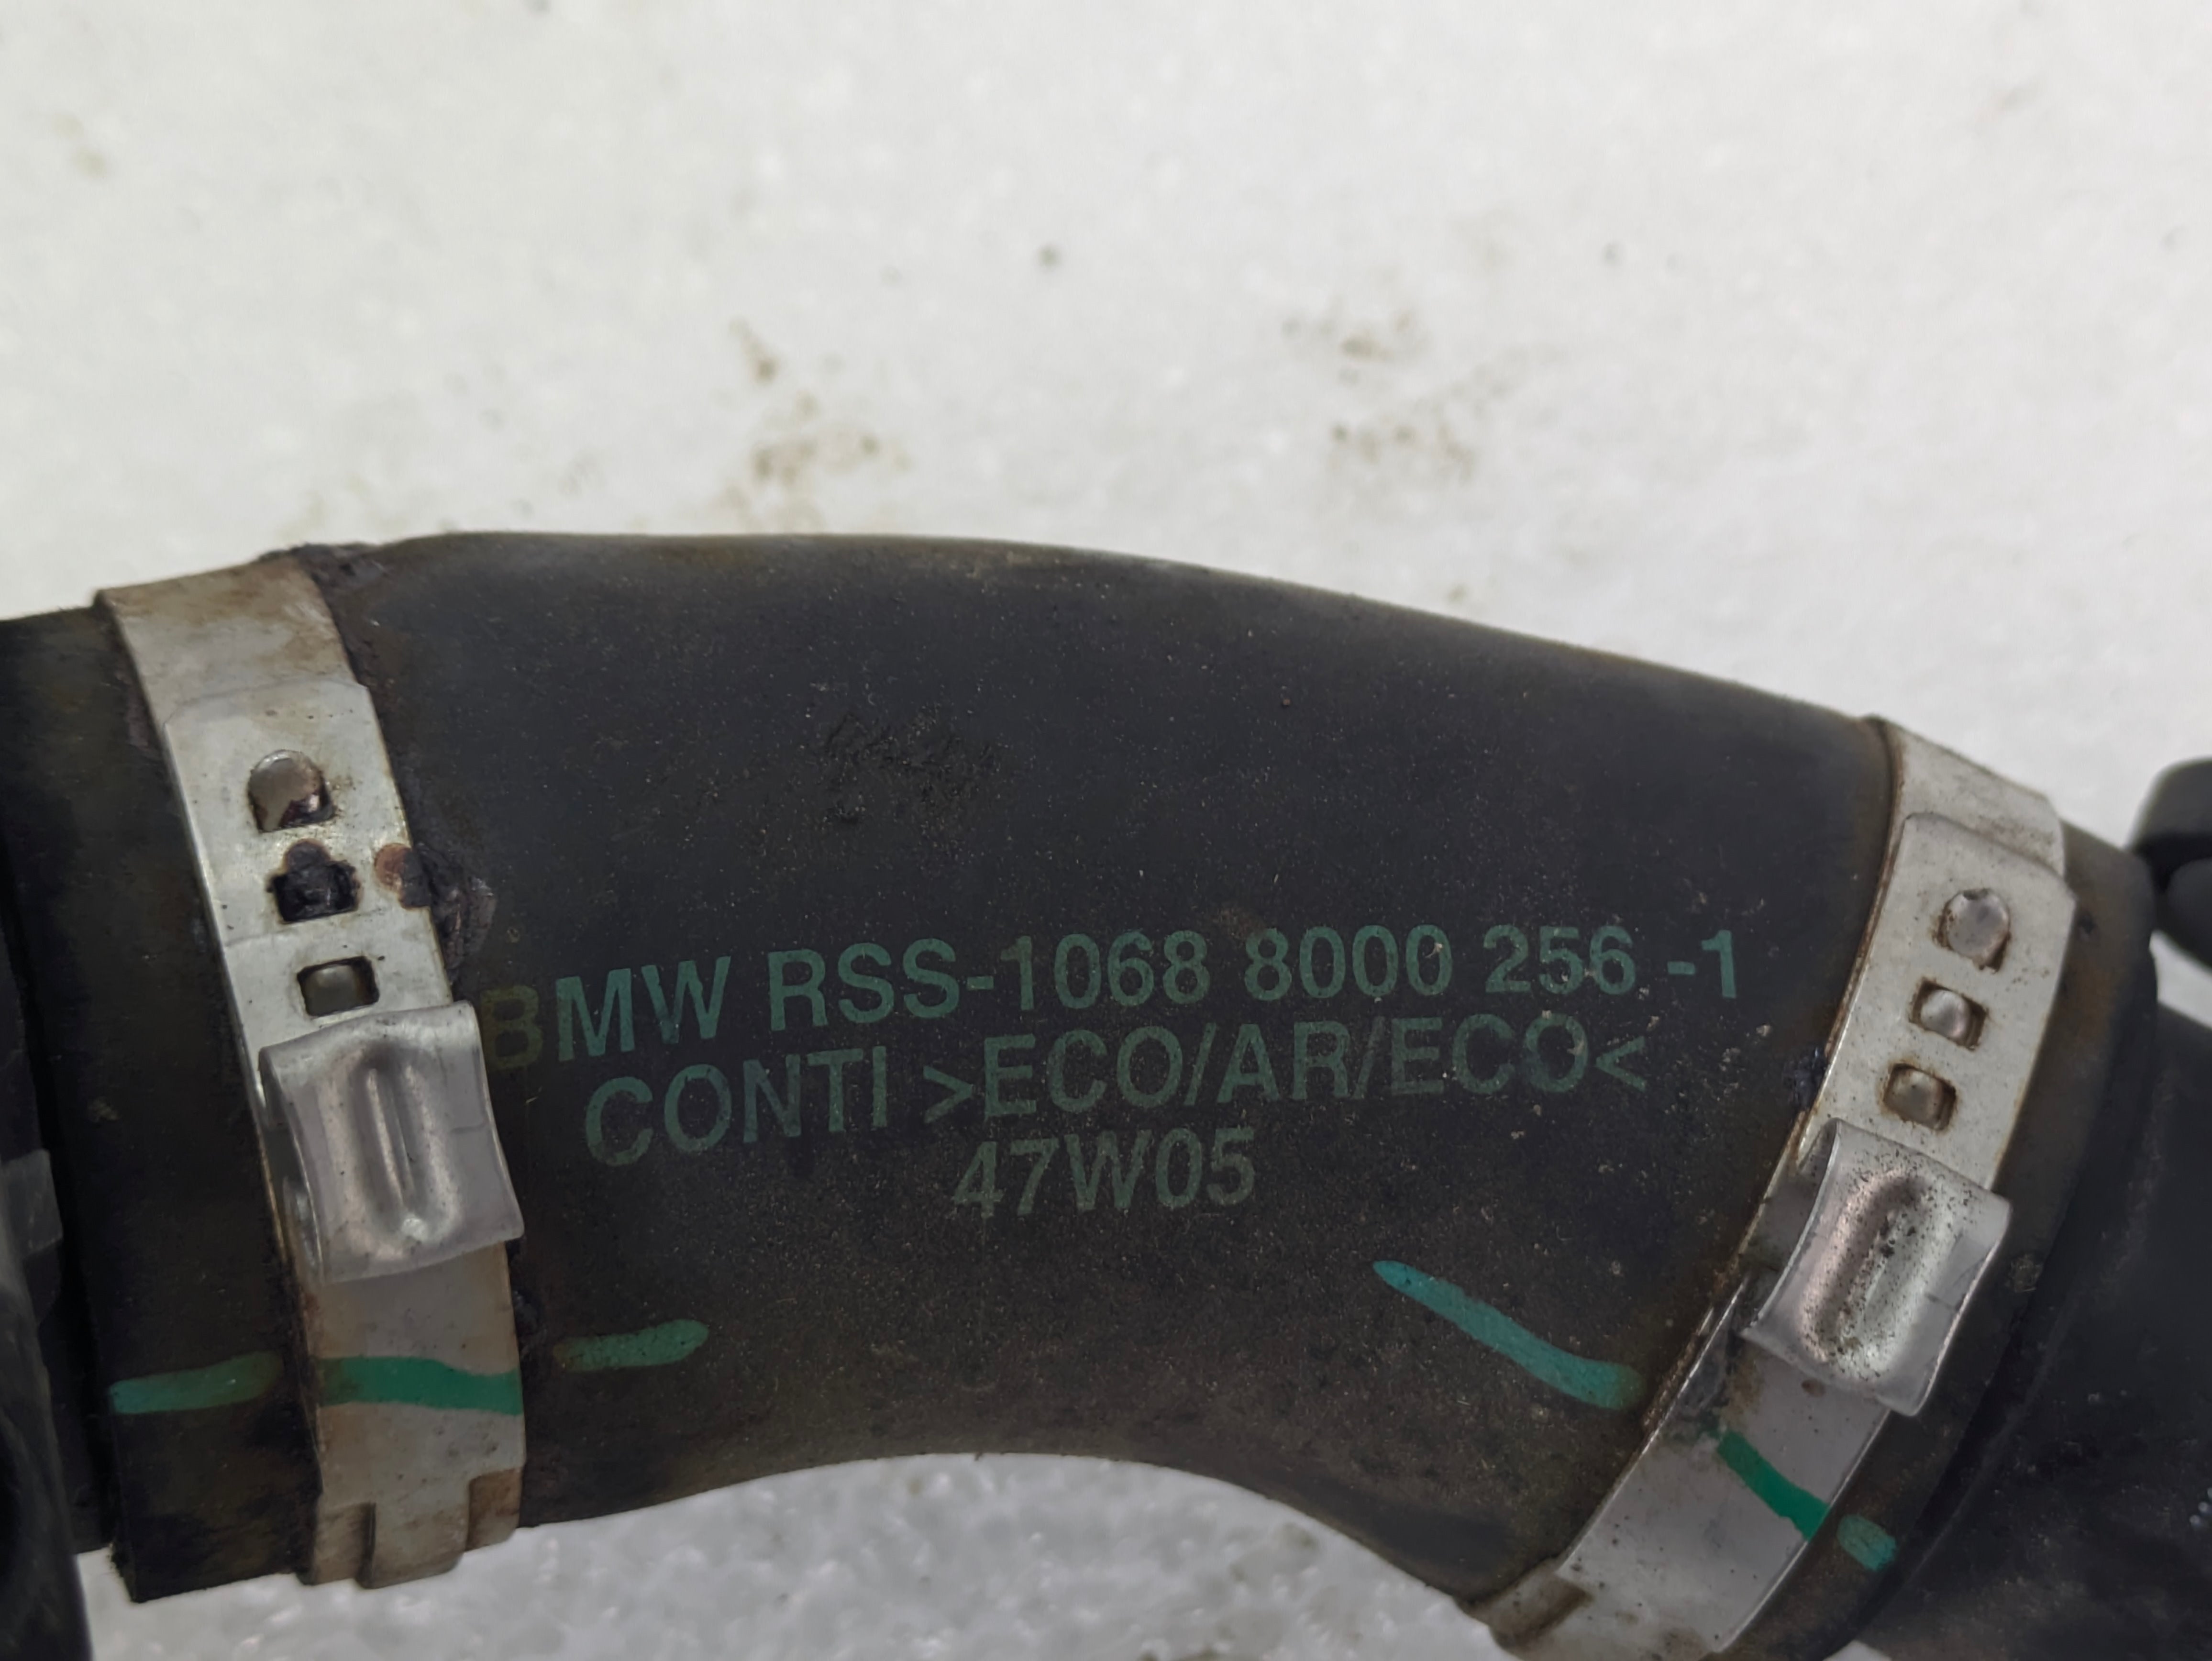 BMW RSS-1068 8000 256 -1
CONTI >ECO/AR/ECO<
47W05